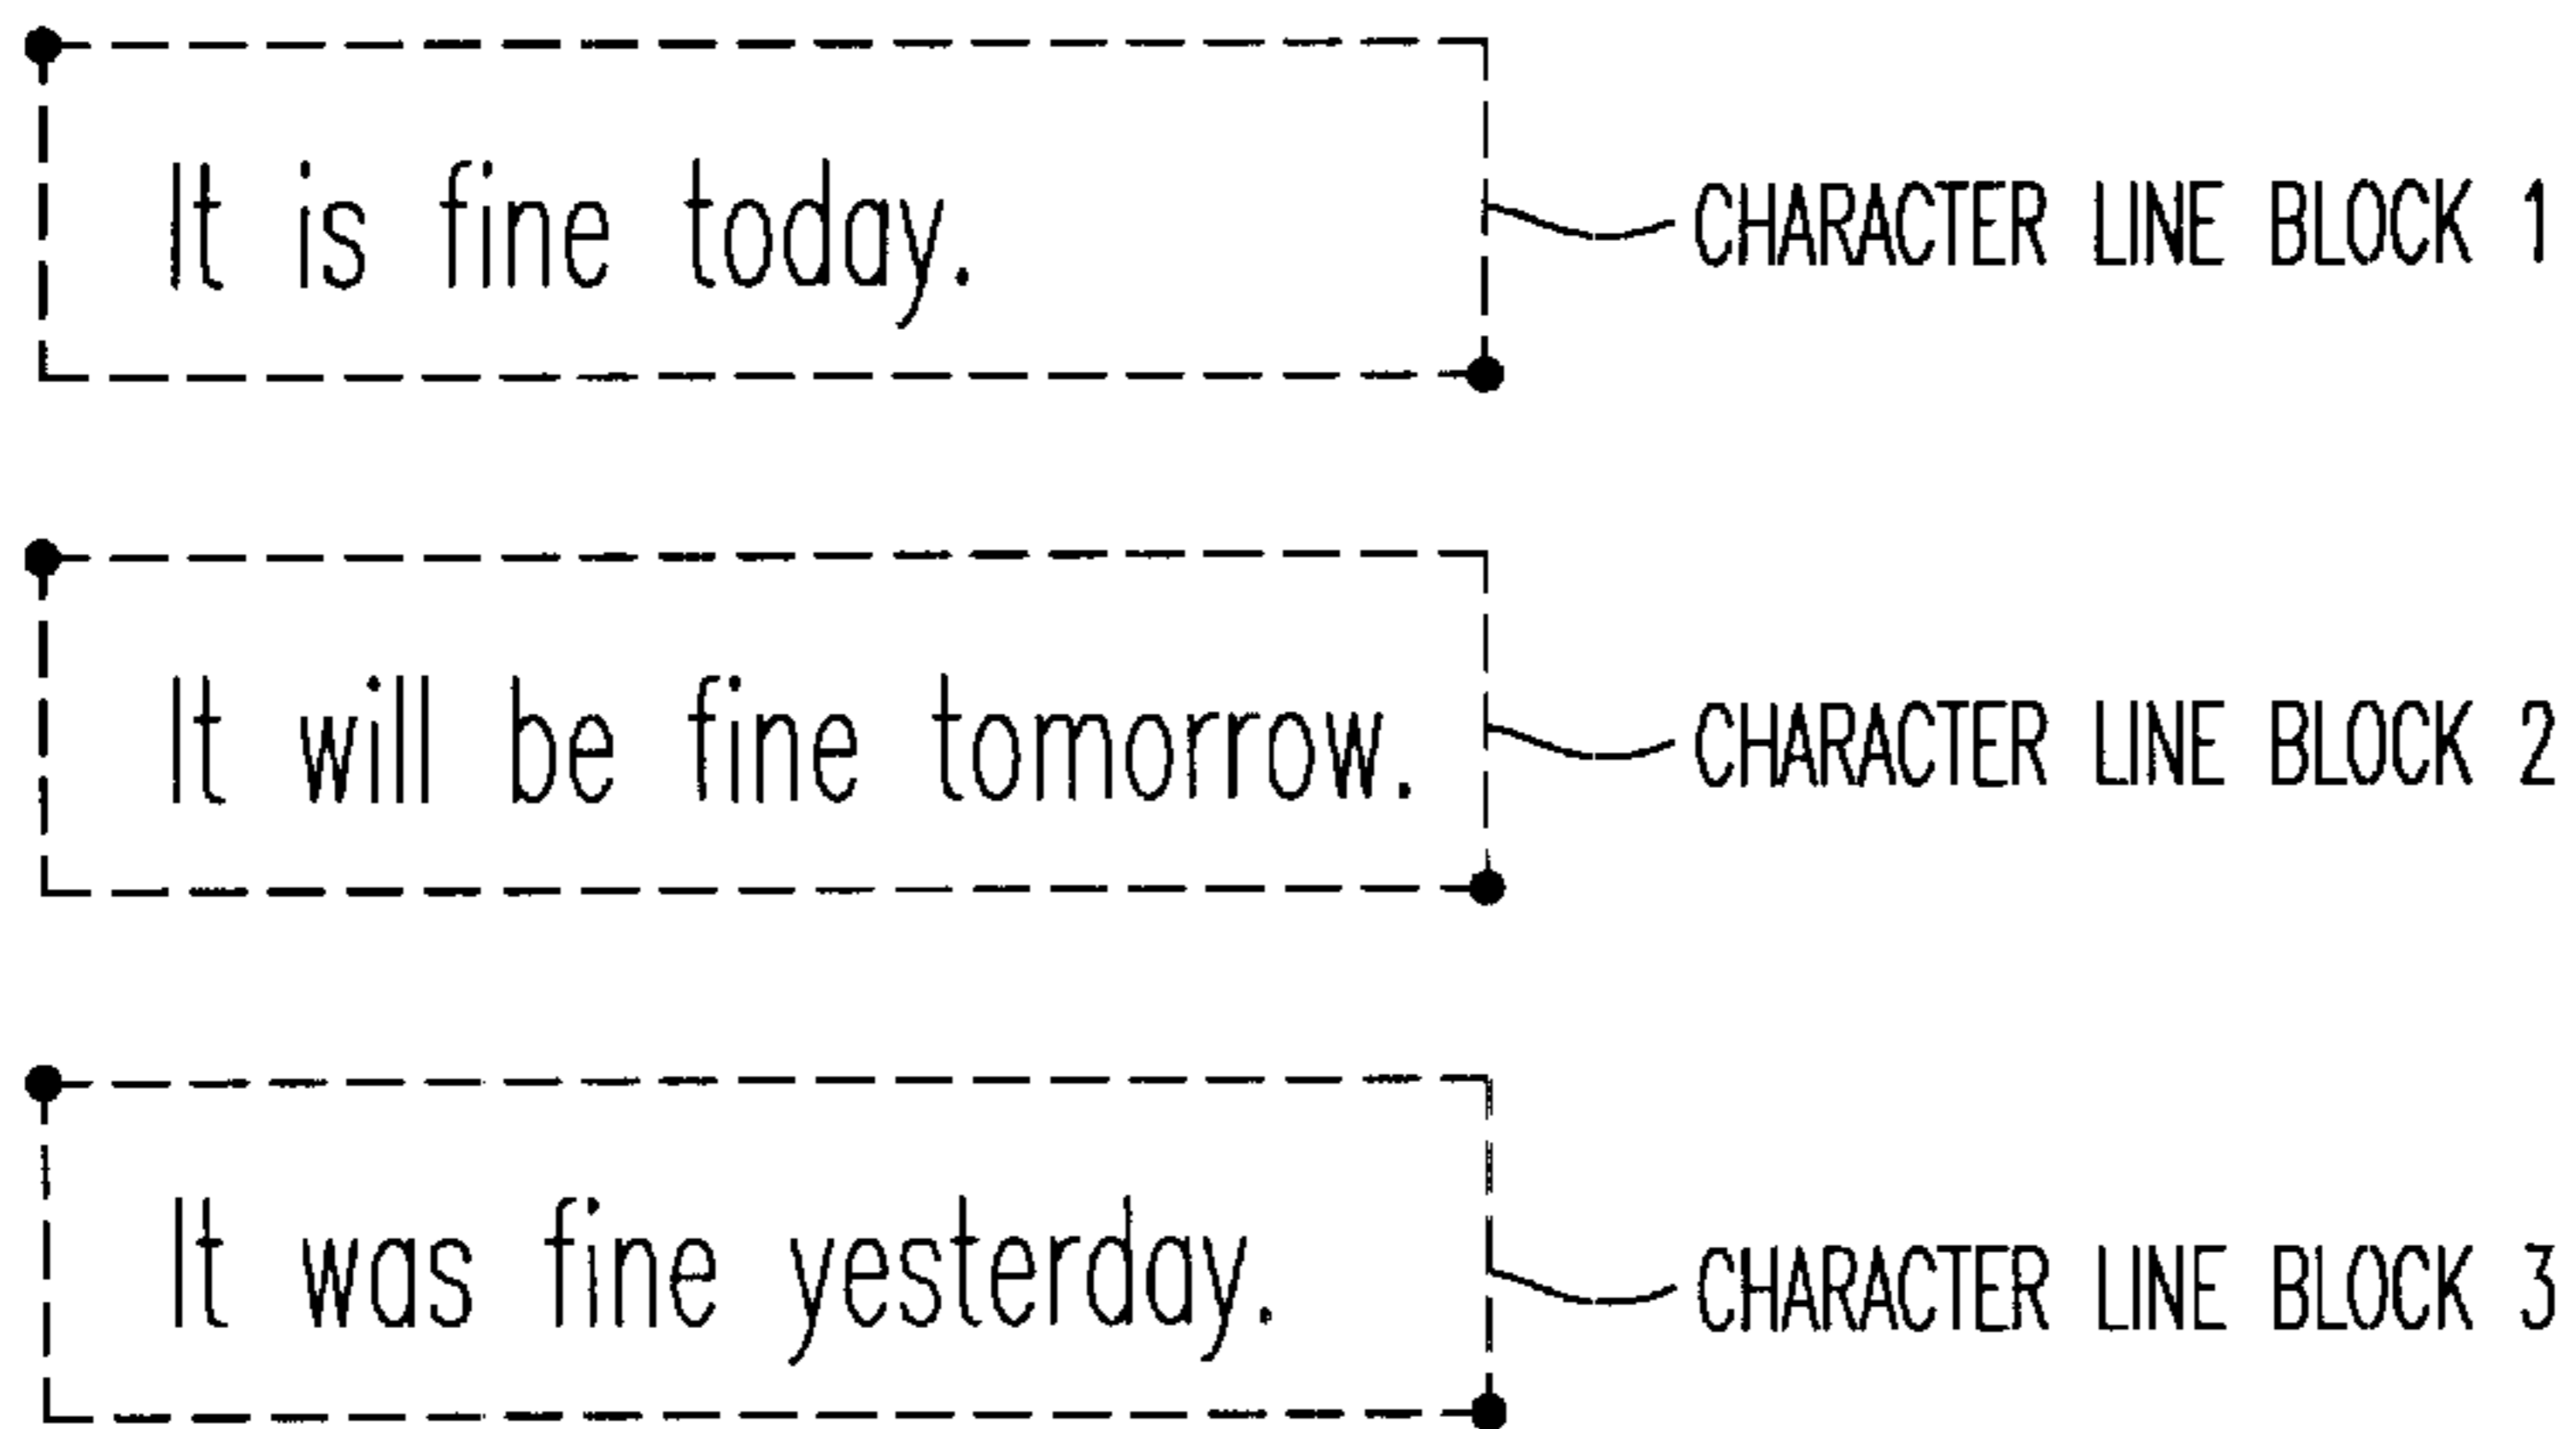 It is fine today. CHARACTER LINE BLOCK 1
It will be fine tomorrow. CHARACTER LINE BLOCK 2
It was fine yesterday. CHARACTER LINE BLOCK 3